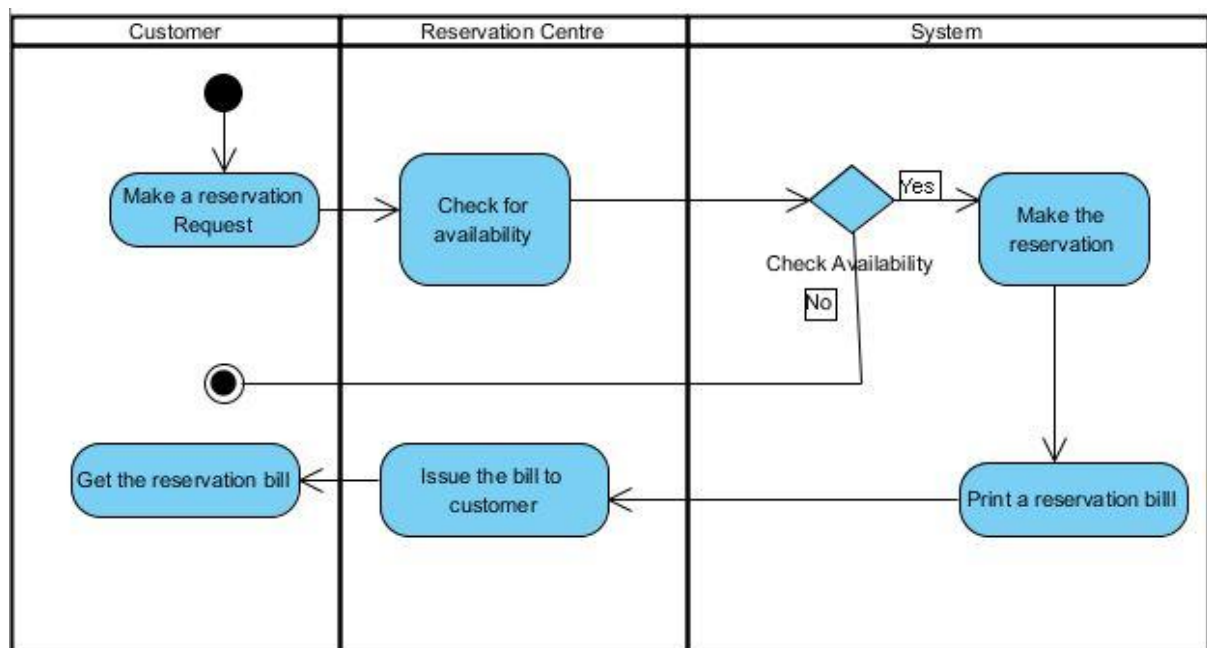 Customer
Reservation Centre
System
Make a reservation
Request
Check for
availability
Yes
Make the
reservation
Check Availability
No
Get the reservation bill
Issue the bill to
customer
Print a reservation billl